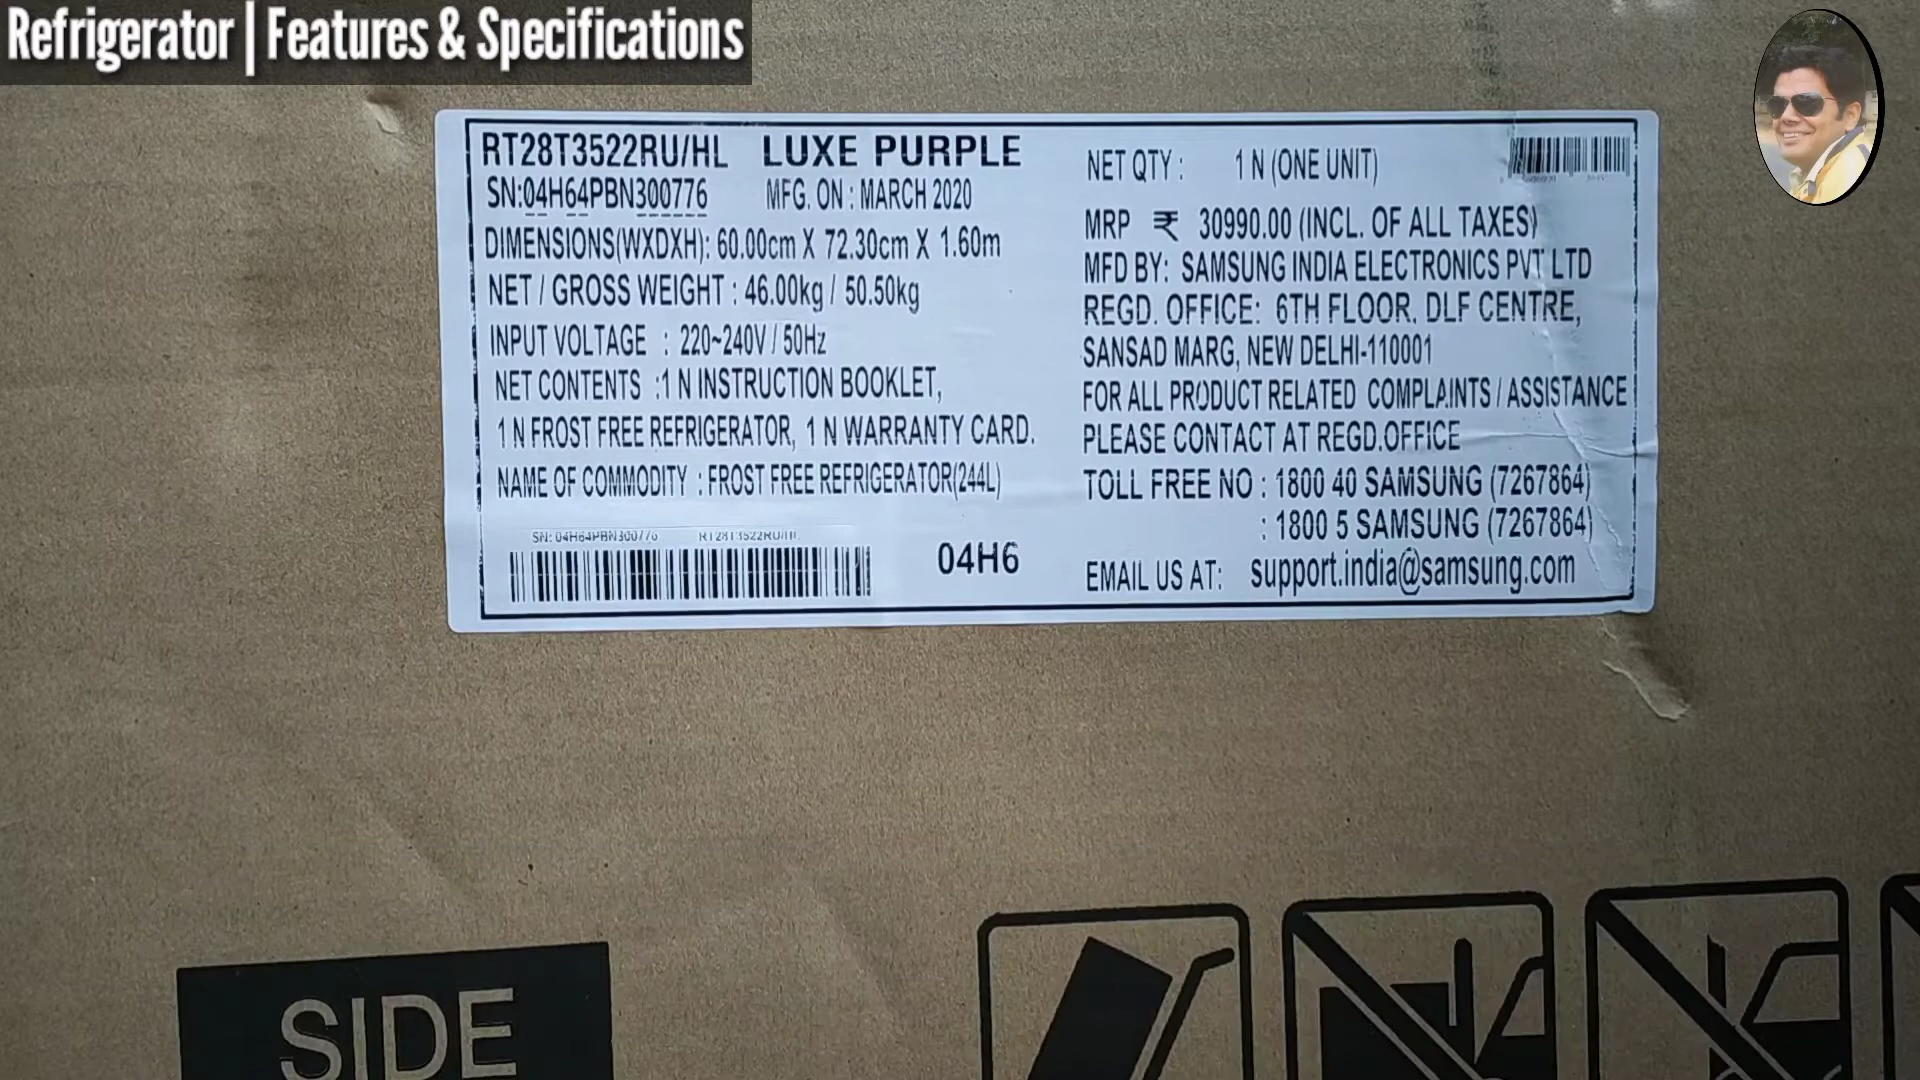 Refrigerator | Features & Specifications
RT28T3522RU/HL LUXE PURPLE
SN:04H64PBN300776 MFG. ON : MARCH 2020
DIMENSIONS(WXDXH): 60.00cm X 72.30cm X 1.60m
NET / GROSS WEIGHT : 46.00kg / 50.50kg
INPUT VOLTAGE : 220~240V / 50Hz
NET CONTENTS :1 N INSTRUCTION BOOKLET,
1 N FROST FREE REFRIGERATOR, 1 N WARRANTY CARD.
NAME OF COMMODITY : FROST FREE REFRIGERATOR(244L)
SN: 04H64PBN300776 RT28T3522RU/HL
04H6
NET QTY : 1 N (ONE UNIT)
MRP ₹ 30990.00 (INCL. OF ALL TAXES)
MFD BY: SAMSUNG INDIA ELECTRONICS PVT LTD
REGD. OFFICE: 6TH FLOOR. DLF CENTRE,
SANSAD MARG, NEW DELHI-110001
FOR ALL PRODUCT RELATED COMPLAINTS / ASSISTANCE
PLEASE CONTACT AT REGD.OFFICE
TOLL FREE NO : 1800 40 SAMSUNG (7267864)
: 1800 5 SAMSUNG (7267864)
EMAIL US AT: support.india@samsung.com
SIDE